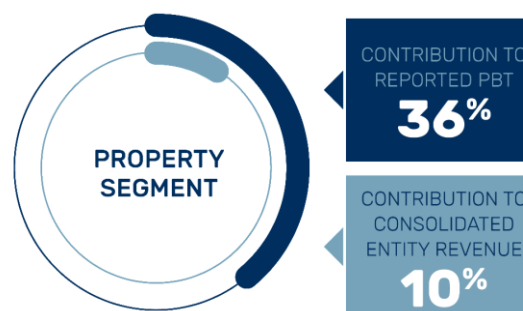 PROPERTY
SEGMENT
CONTRIBUTION TO
REPORTED PBT
36%
CONTRIBUTION TO
CONSOLIDATED
ENTITY REVENUE
10%